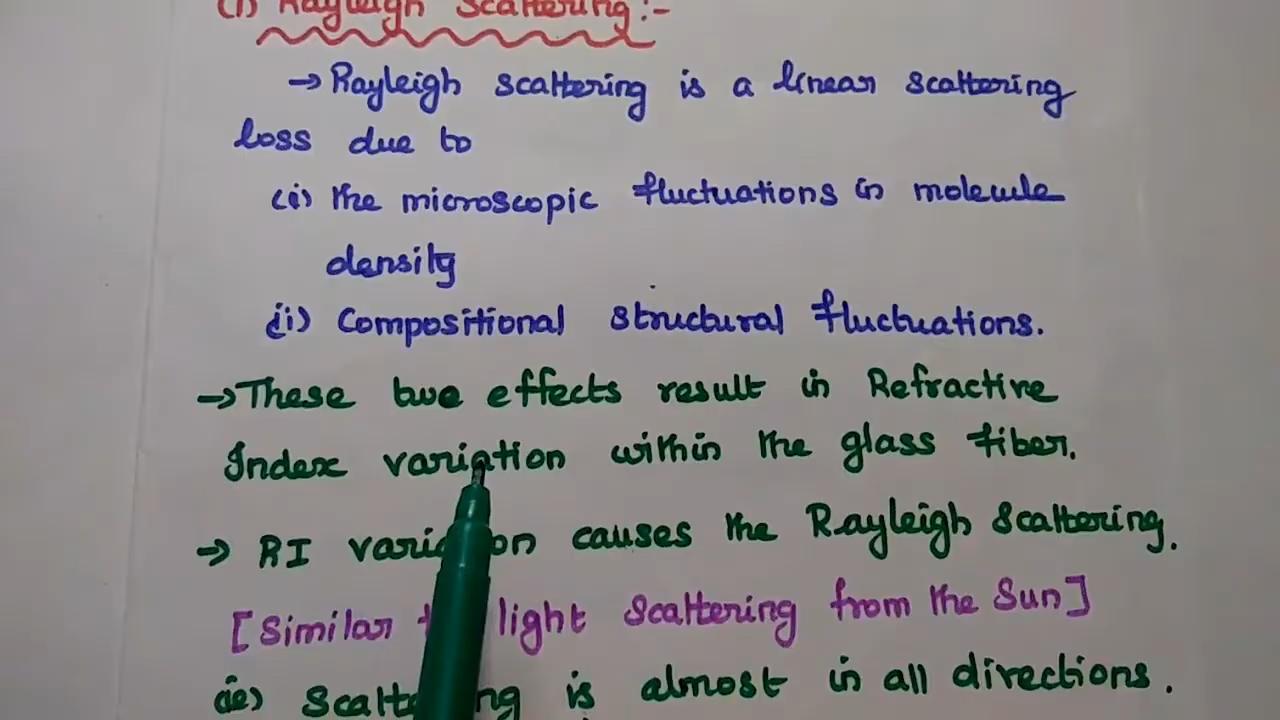 (i) Rayleigh Scattering:-
→ Rayleigh scattering is a linear scattering
loss due to
(i) the microscopic fluctuations in molecule
density
(ii) Compositional structural fluctuations.
→ These two effects result in Refractive
Index variation within the glass fiber.
→ RI variation causes the Rayleigh Scattering.
[Similar light Scattering from the Sun]
(ie) Scattering is almost in all directions.